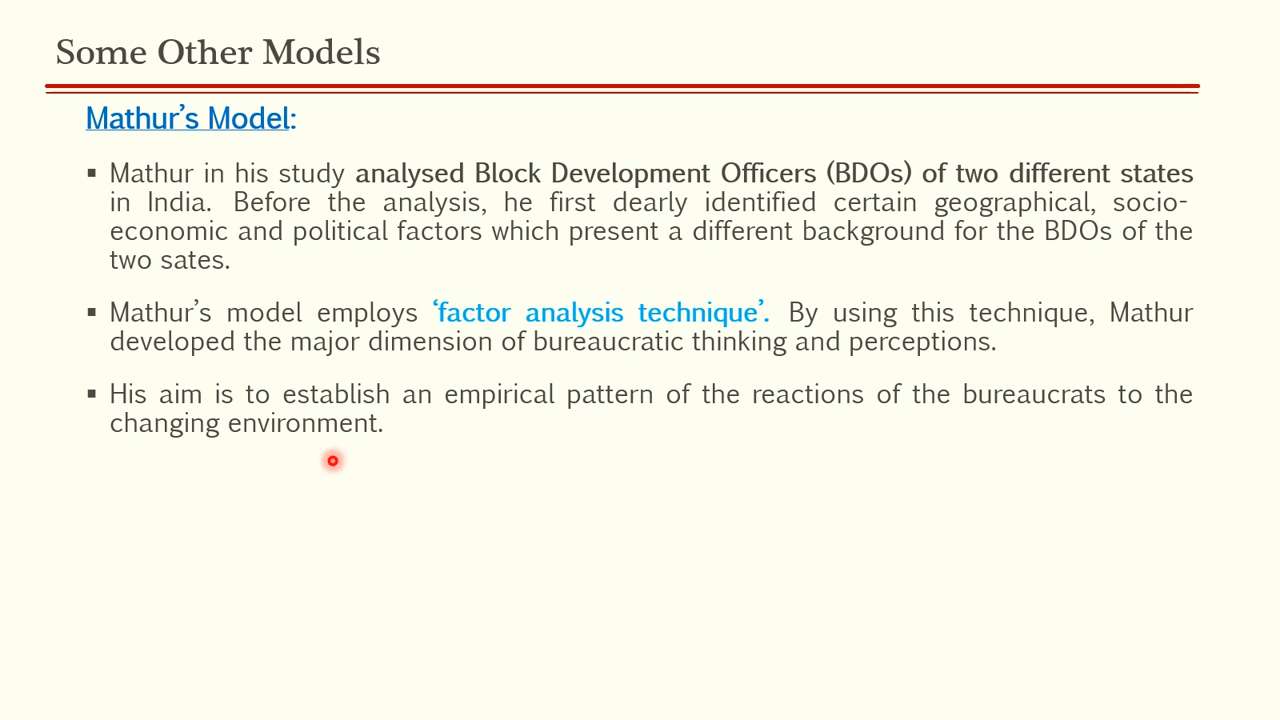 Some Other Models
Mathur’s Model:
▪ Mathur in his study analysed Block Development Officers (BDOs) of two different states
in India. Before the analysis, he first dearly identified certain geographical, socio-
economic and political factors which present a different background for the BDOs of the
two sates.
▪ Mathur’s model employs ‘factor analysis technique’. By using this technique, Mathur
developed the major dimension of bureaucratic thinking and perceptions.
▪ His aim is to establish an empirical pattern of the reactions of the bureaucrats to the
changing environment.